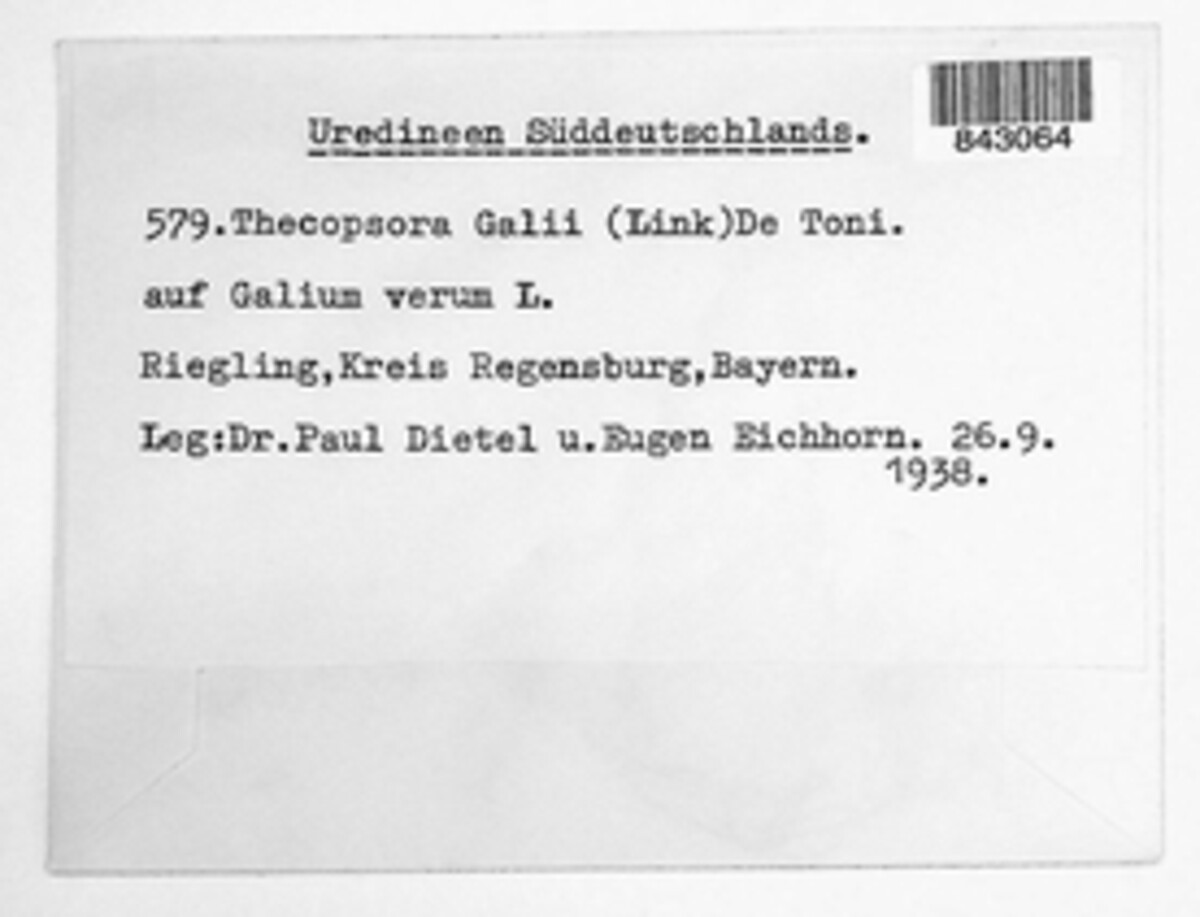 843064
Uredineen Süddeutschlands.
579.Thecopsora Galii (Link)De Toni.
auf Galium verum L.
Riegling,Kreis Regensburg,Bayern.
Leg:Dr.Paul Dietel u.Eugen Eichhorn. 26.9.
1938.